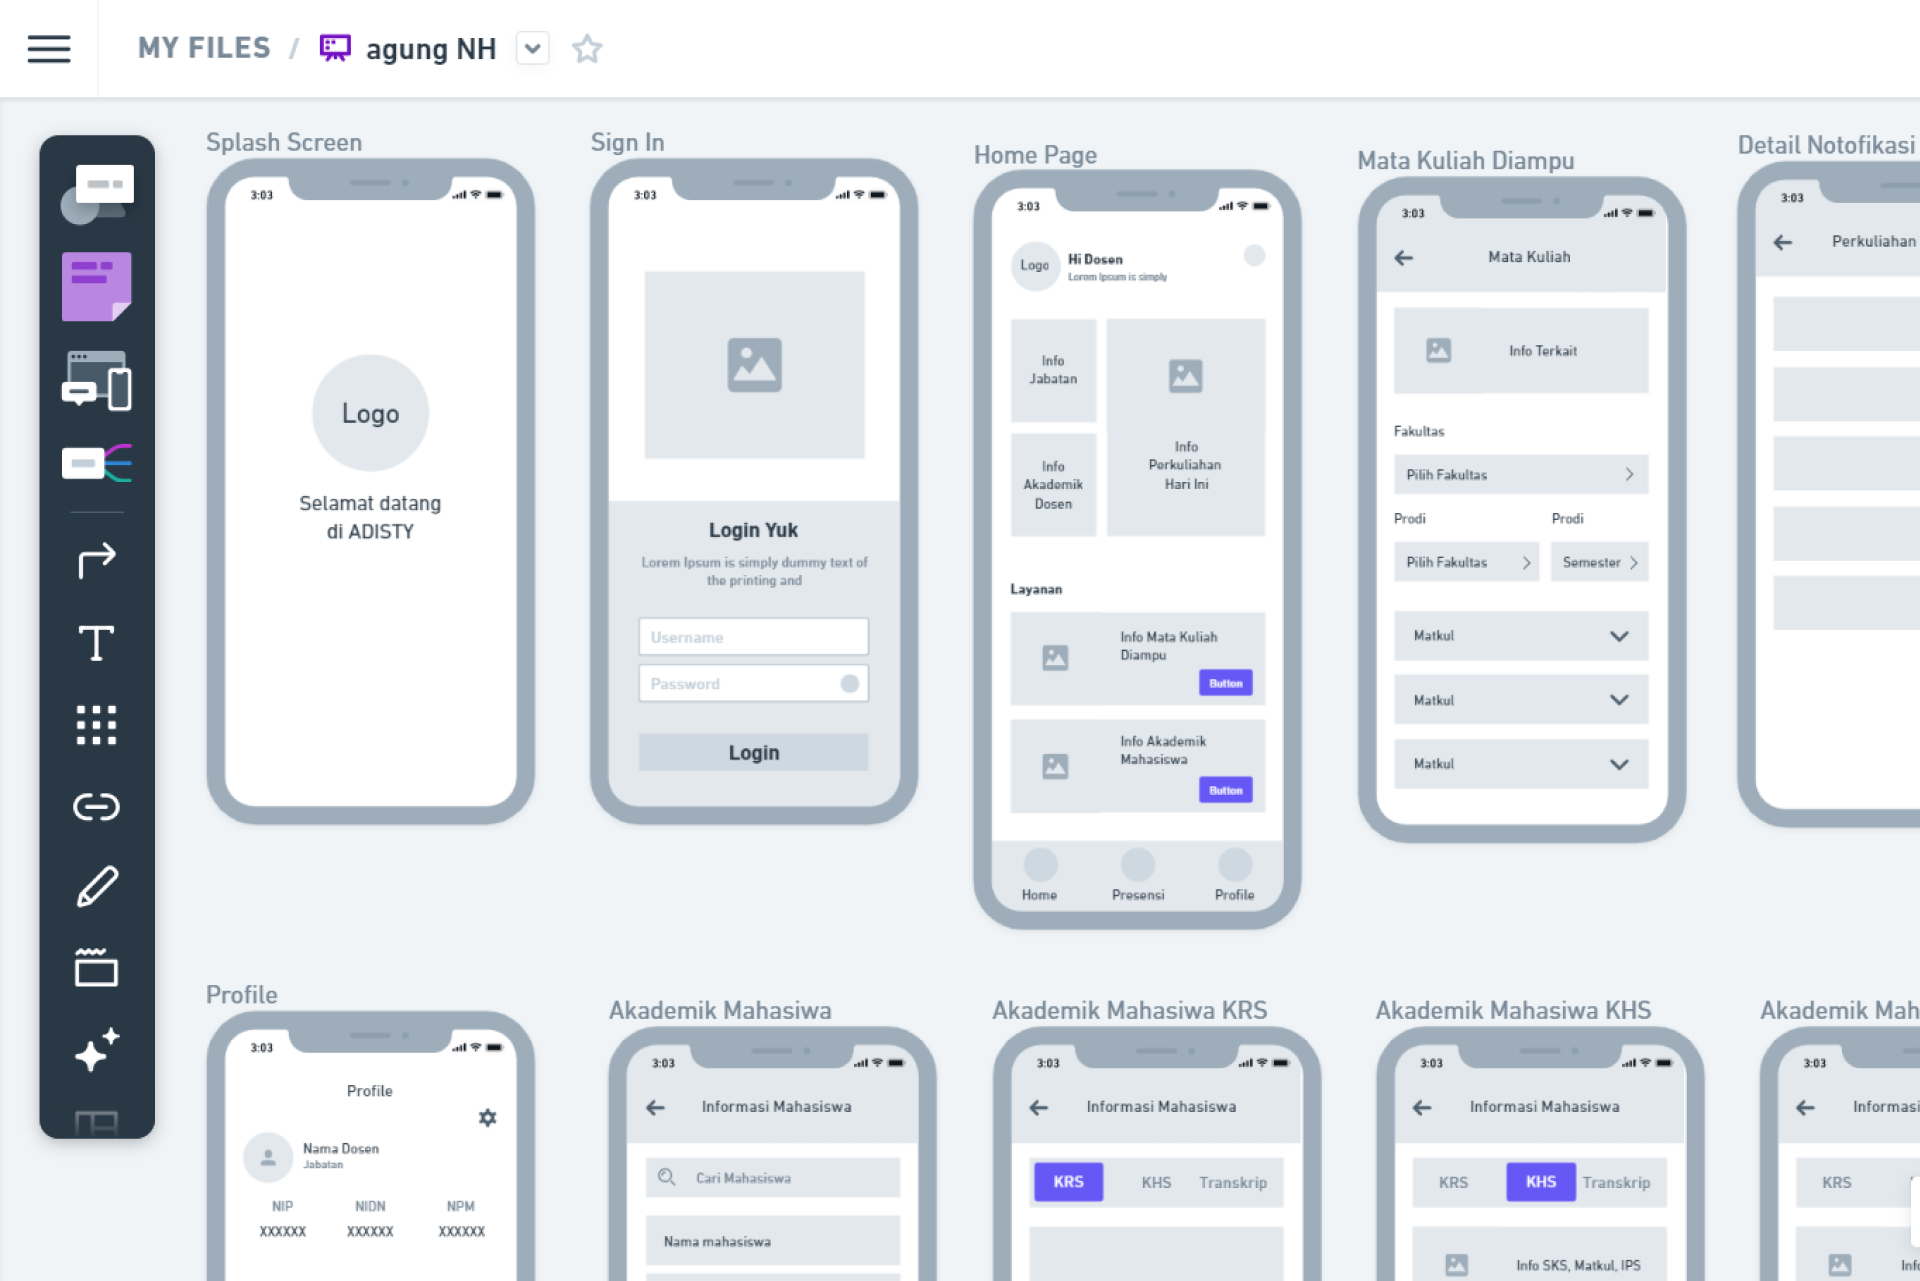 MY FILES / agung NH
Splash Screen
3:03
Logo
Selamat datang
di ADISTY
Sign In
3:03
Login Yuk
Lorem Ipsum is simply dummy text of
the printing and
Username
Password
Login
Home Page
3:03
Logo
Hi Dosen
Lorem Ipsum is simply
Info
Jabatan
Info
Akademik
Dosen
Info
Perkuliahan
Hari Ini
Layanan
Info Mata Kuliah
Diampu
Button
Info Akademik
Mahasiswa
Button
Home
Presensi
Profile
Mata Kuliah Diampu
3:03
Mata Kuliah
Info Terkait
Fakultas
Pilih Fakultas
Prodi
Prodi
Pilih Fakultas
Semester
Matkul
Matkul
Matkul
Detail Notofikasi
3:03
Perkuliahan
Profile
3:03
Profile
Nama Dosen
Jabatan
NIP
NIDN
NPM
XXXXXX
XXXXXX
XXXXXX
Akademik Mahasiwa
3:03
Informasi Mahasiswa
Cari Mahasiswa
Nama mahasiswa
Akademik Mahasiwa KRS
3:03
Informasi Mahasiswa
KRS
KHS
Transkrip
Akademik Mahasiwa KHS
3:03
Informasi Mahasiswa
KRS
KHS
Transkrip
Info SKS, Matkul, IPS
Akademik Mah
3:03
Informasi
KRS
Info